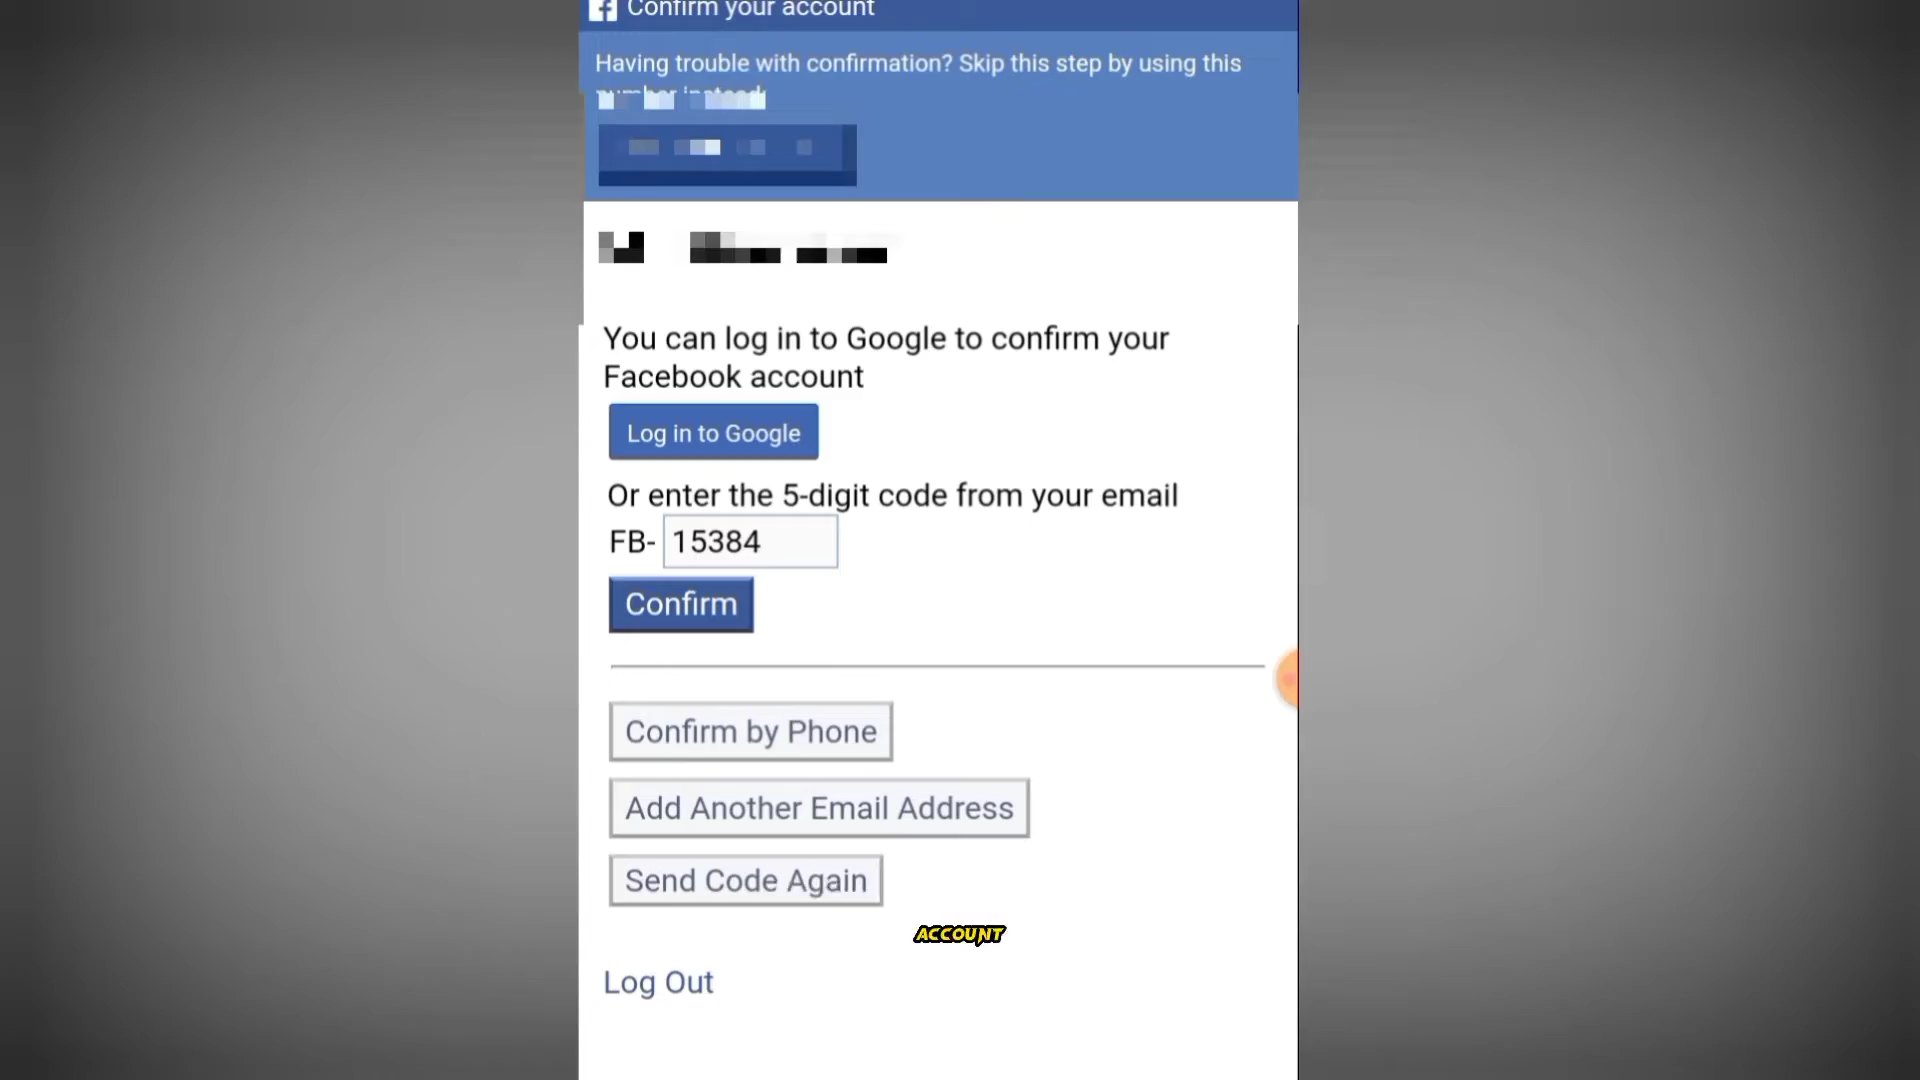 Confirm your account
Having trouble with confirmation? Skip this step by using this
number instead
You can log in to Google to confirm your
Facebook account
Log in to Google
Or enter the 5-digit code from your email
FB- 15384
Confirm
Confirm by Phone
Add Another Email Address
Send Code Again
ACCOUNT
Log Out